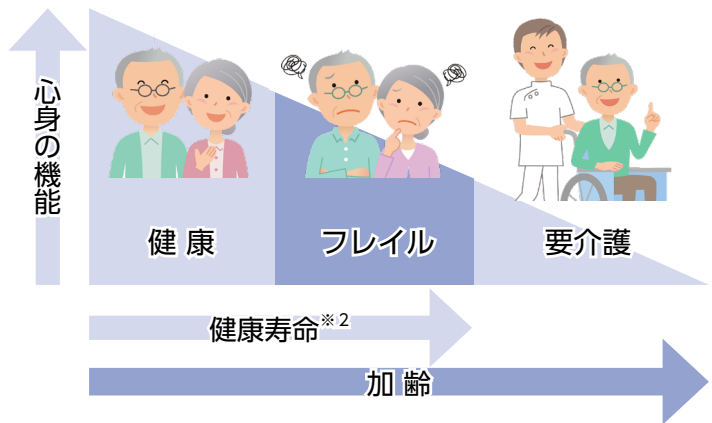 心身の機能
健康
フレイル
要介護
健康寿命※2
加齢